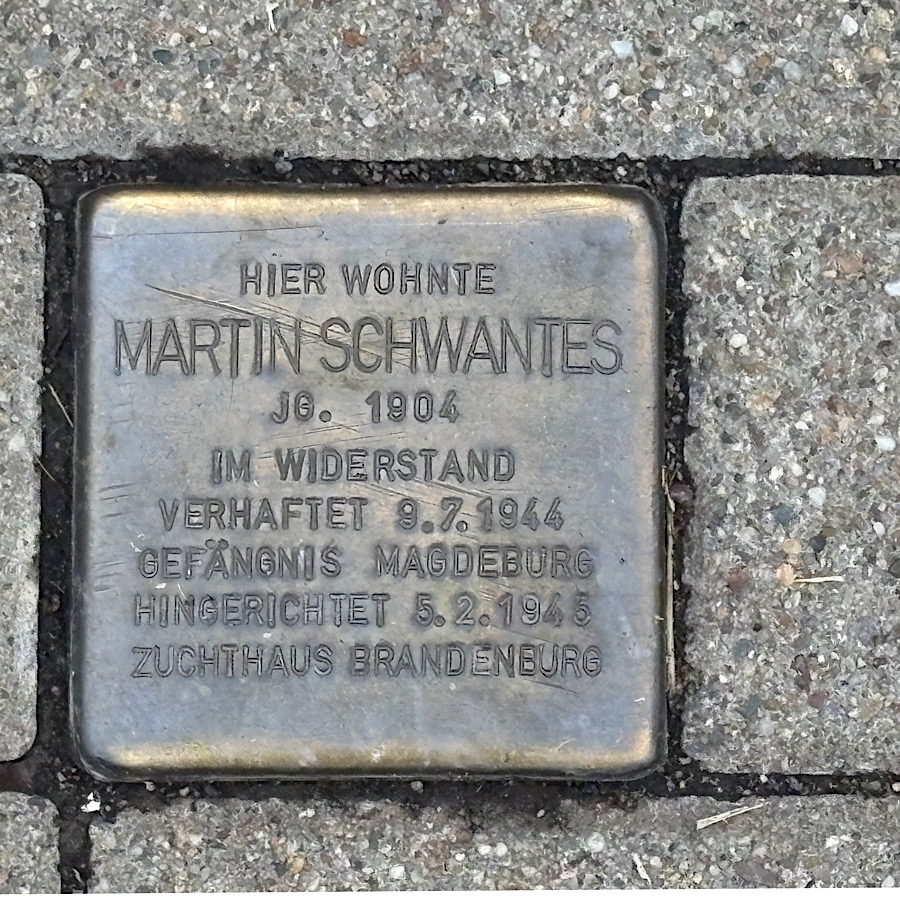 HIER WOHNTE
MARTIN SCHWANTES
JG. 1904
IM WIDERSTAND
VERHAFTET 9.7.1944
GEFÄNGNIS MAGDEBURG
HINGERICHTET 5.2.1945
ZUCHTHAUS BRANDENBURG